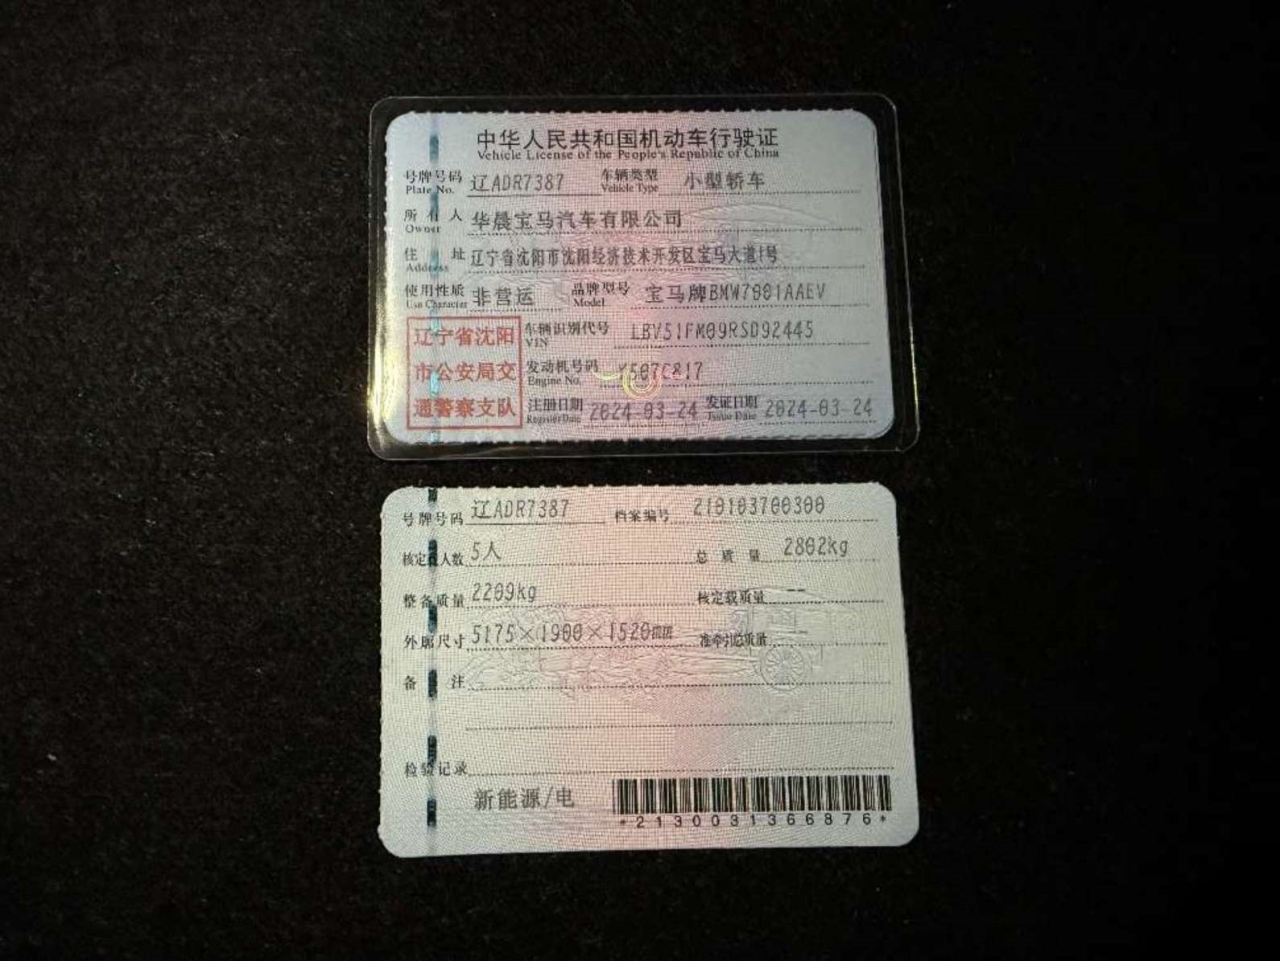 中华人民共和国机动车行驶证
Vehicle License of the People's Republic of China
号牌号码 辽ADR7387 车辆类型 小型轿车
Plate No. Vehicle Type
所有人 华晨宝马汽车有限公司
Owner
住址 辽宁省沈阳市沈阳经济技术开发区宝马大道1号
Address
使用性质 非营运 品牌型号 宝马牌BMW7001AAEV
Use Character Model
辽宁省沈阳 车辆识别代号 LBV51FM09RSD92445
VIN
市公安局交 发动机号码 Y507C817
Engine No.
通警察支队 注册日期 2024-03-24 发证日期 2024-03-24
Register Date Issue Date
号牌号码 辽ADR7387 档案编号 210103700300
核定载人数 5人 总质量 2802kg
整备质量 2209kg 核定载质量 --
外廓尺寸 5175×1900×1520mm 准牵引总质量 --
备注
检验记录
新能源/电
*2130031366876*